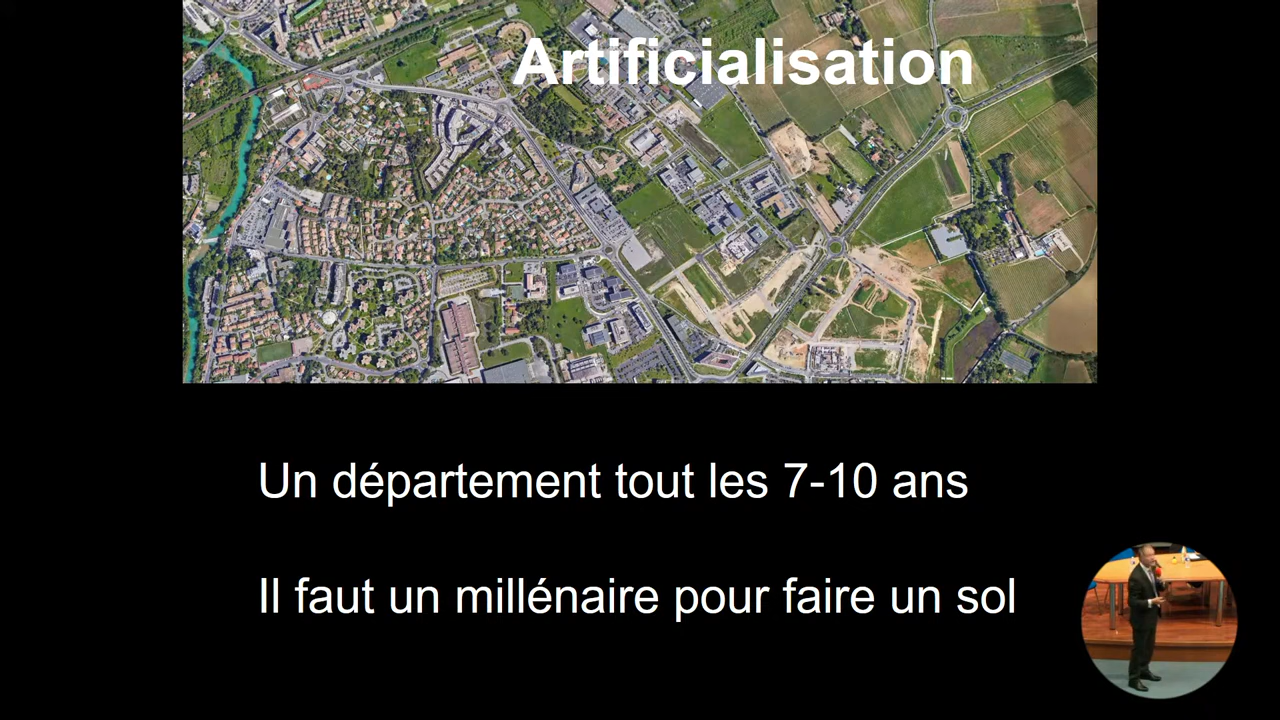 Artificialisation
Un département tout les 7-10 ans
Il faut un millénaire pour faire un sol